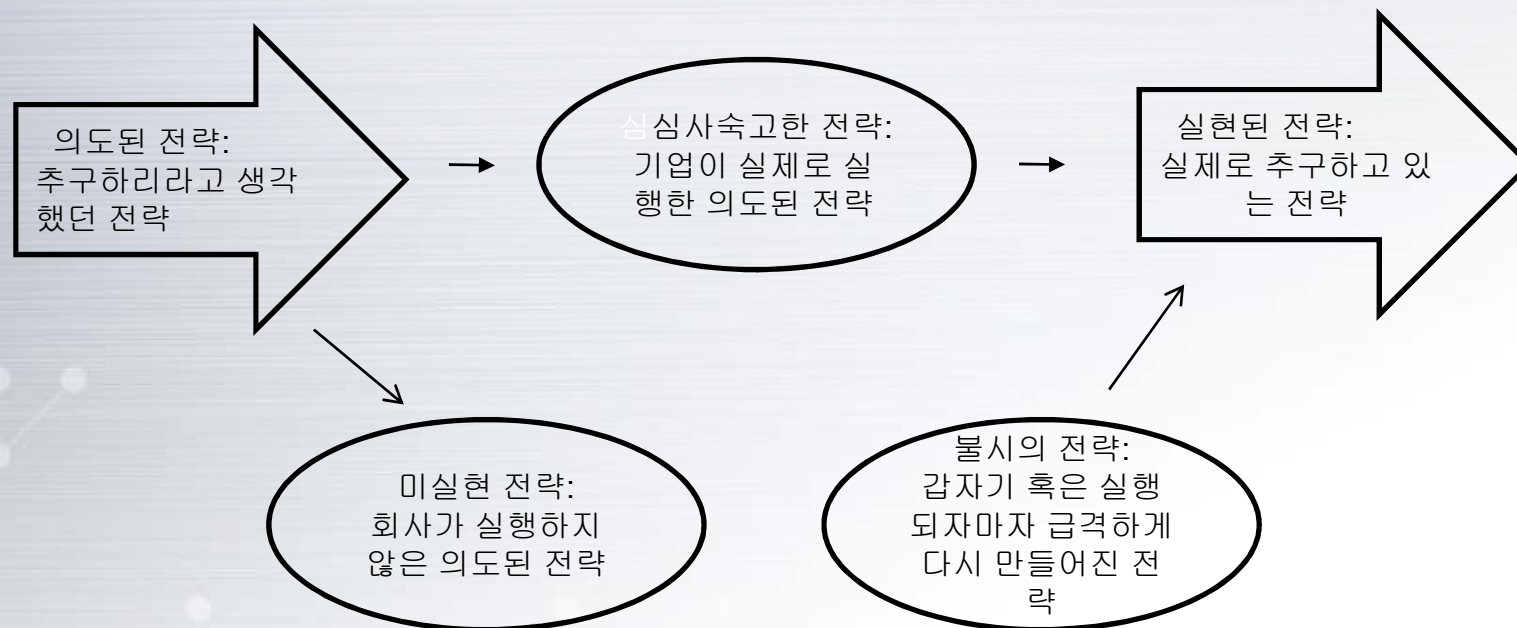 의도된 전략:
추구하리라고 생각
했던 전략
심심사숙고한 전략:
기업이 실제로 실
행한 의도된 전략
실현된 전략:
실제로 추구하고 있
는 전략
미실현 전략:
회사가 실행하지
않은 의도된 전략
불시의 전략:
갑자기 혹은 실행
되자마자 급격하게
다시 만들어진 전
략